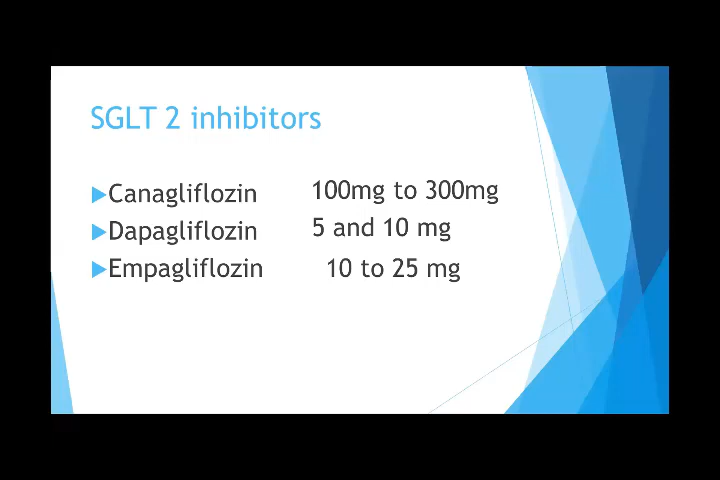 SGLT 2 inhibitors
Canagliflozin 100mg to 300mg
Dapagliflozin 5 and 10 mg
Empagliflozin 10 to 25 mg